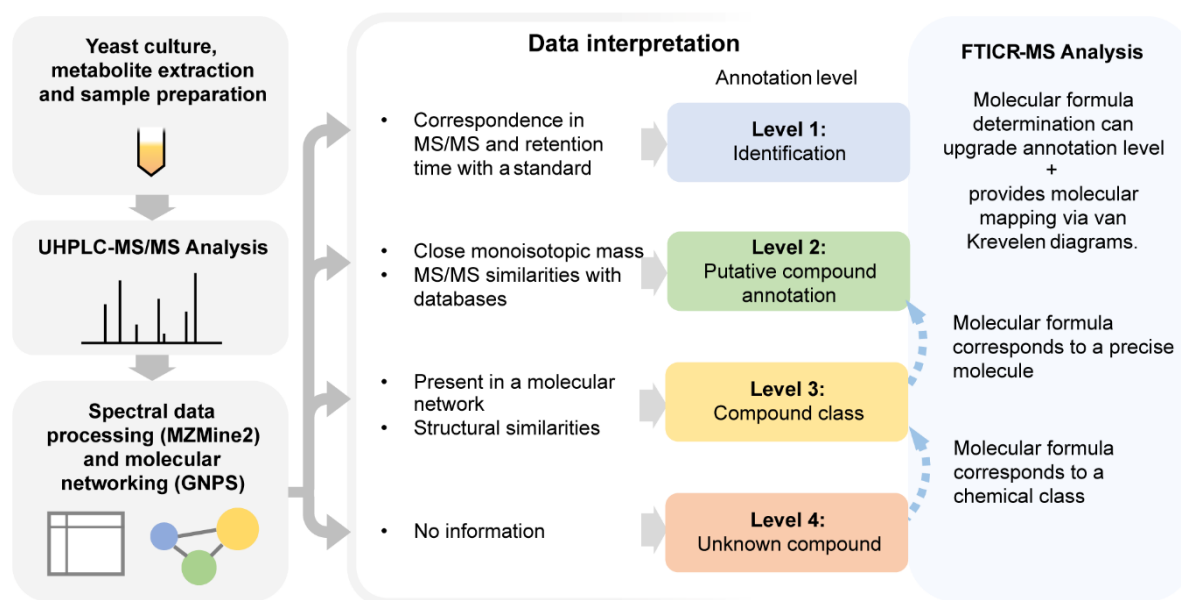 Yeast culture,
metabolite extraction
and sample preparation
UHPLC-MS/MS Analysis
Spectral data
processing (MZMine2)
and molecular
networking (GNPS)
Data interpretation
Annotation level
• Correspondence in
MS/MS and retention
time with a standard
Level 1:
Identification
• Close monoisotopic mass
• MS/MS similarities with
databases
Level 2:
Putative compound
annotation
• Present in a molecular
network
• Structural similarities
Level 3:
Compound class
• No information
Level 4:
Unknown compound
FTICR-MS Analysis
Molecular formula
determination can
upgrade annotation level
+
provides molecular
mapping via van
Krevelen diagrams.
Molecular formula
corresponds to a precise
molecule
Molecular formula
corresponds to a
chemical class